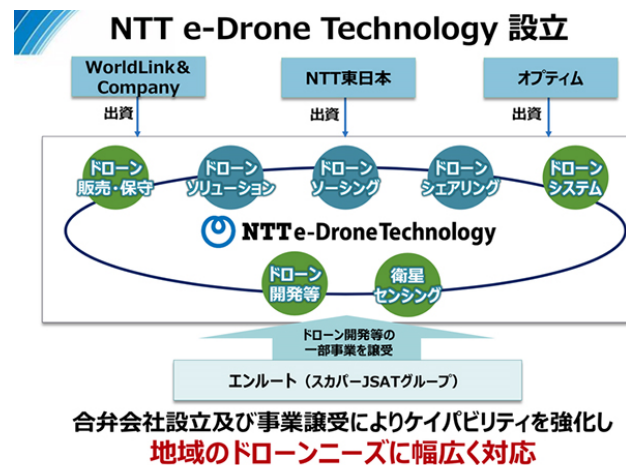 NTT e-Drone Technology 設立
WorldLink&
Company
NTT東日本
オプティム
出資
出資
出資
ドローン
販売・保守
ドローン
ソリューション
ドローン
ソーシング
ドローン
シェアリング
ドローン
システム
NTT e-Drone Technology
ドローン
開発等
衛星
センシング
ドローン開発等の
一部事業を譲受
エンルート（スカパーJSATグループ）
合弁会社設立及び事業譲受によりケイパビリティを強化し
地域のドローンニーズに幅広く対応